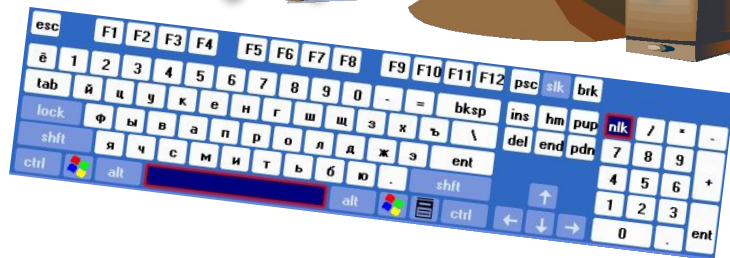 esc F1 F2 F3 F4 F5 F6 F7 F8 F9 F10 F11 F12 psc slk brk
ё 1 2 3 4 5 6 7 8 9 0 - = bksp ins hm pup nlk / * -
tab й ц у к е н г ш щ з х ъ \ del end pdn 7 8 9 +
lock ф ы в а п р о л д ж э ent 4 5 6
shft я ч с м и т ь б ю . shft ↑ 1 2 3 ent
ctrl alt alt ctrl ← ↓ → 0 .